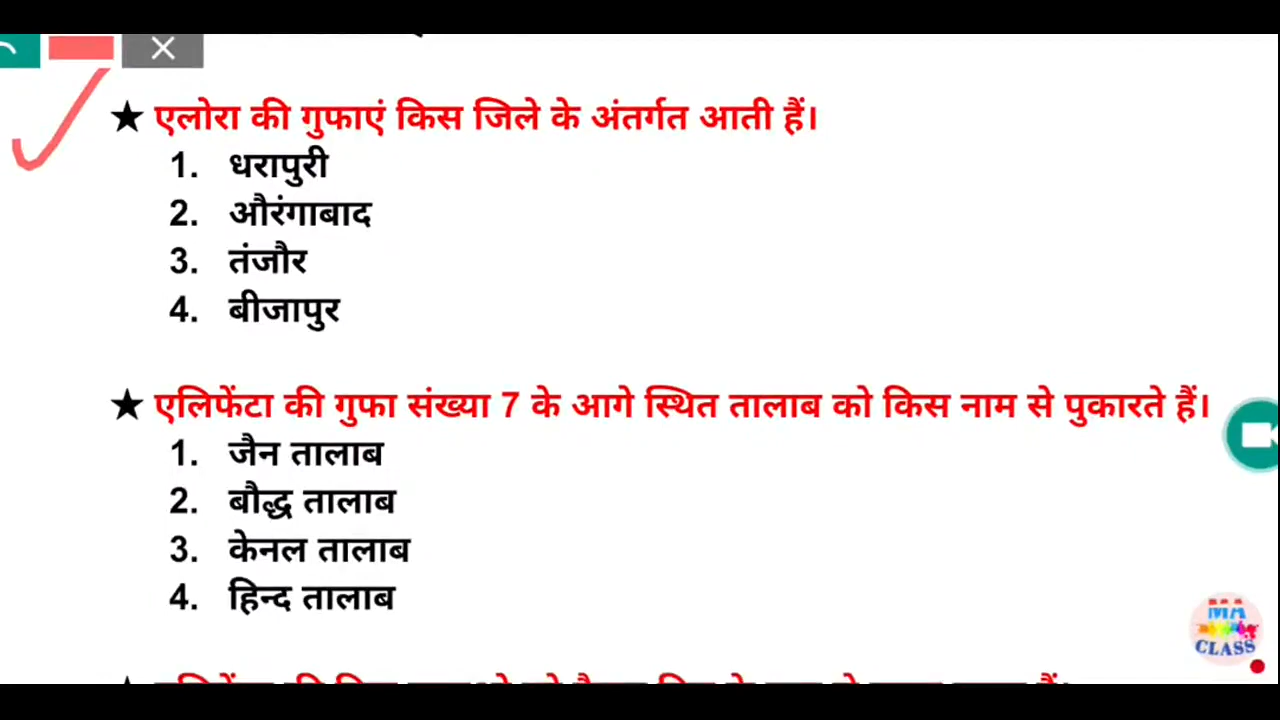 ★ एलोरा की गुफाएं किस जिले के अंतर्गत आती हैं।
1. धरापुरी
2. औरंगाबाद
3. तंजौर
4. बीजापुर
★ एलिफेंटा की गुफा संख्या 7 के आगे स्थित तालाब को किस नाम से पुकारते हैं।
1. जैन तालाब
2. बौद्ध तालाब
3. केनल तालाब
4. हिन्द तालाब
CLASS